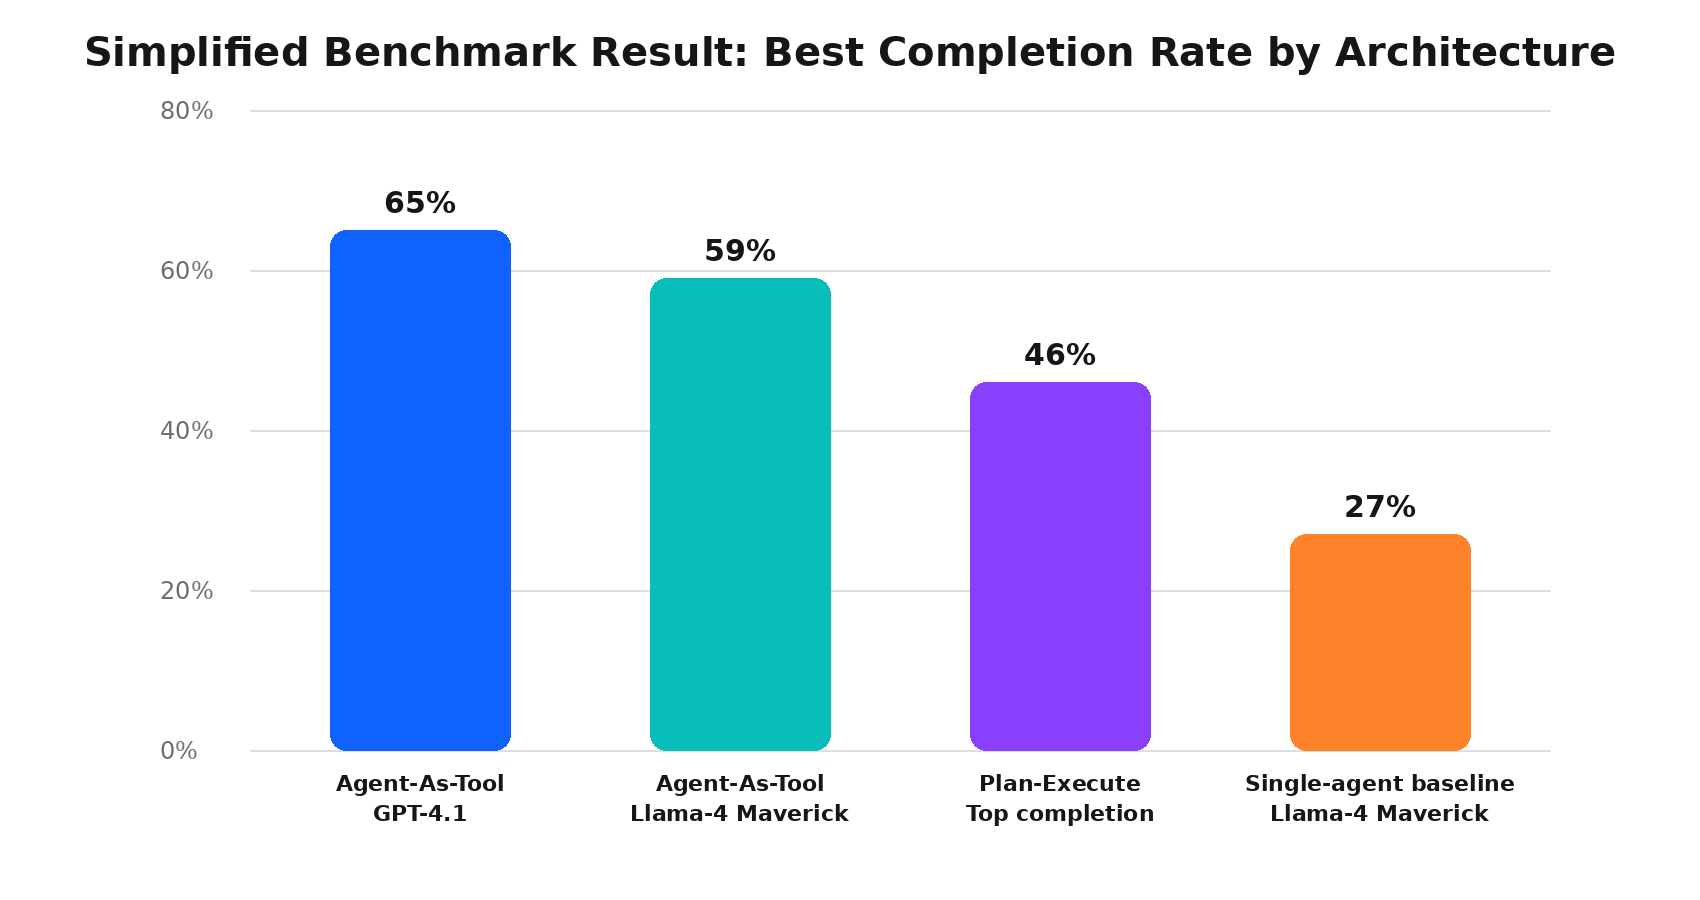 Simplified Benchmark Result: Best Completion Rate by Architecture
80%
65%
59%
60%
46%
40%
27%
20%
0%
Agent-As-Tool
GPT-4.1
Agent-As-Tool
Llama-4 Maverick
Plan-Execute
Top completion
Single-agent baseline
Llama-4 Maverick